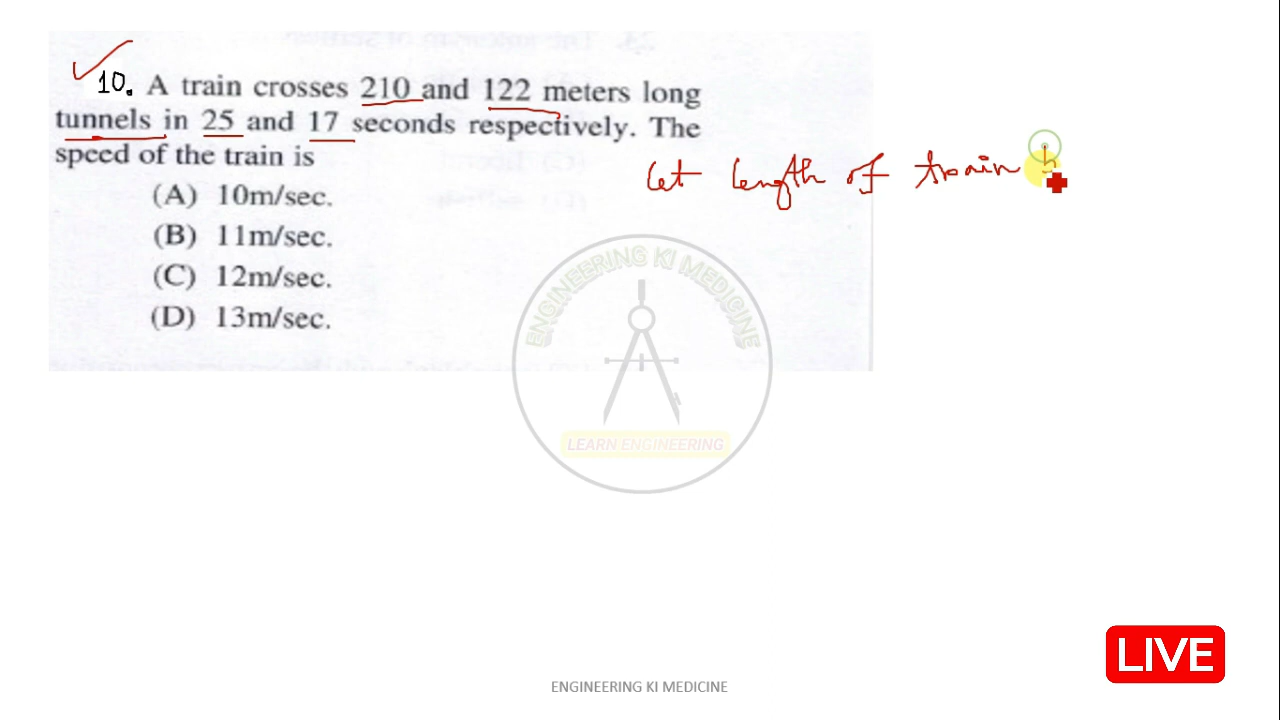 10. A train crosses 210 and 122 meters long
tunnels in 25 and 17 seconds respectively. The
speed of the train is
(A) 10m/sec.
(B) 11m/sec.
(C) 12m/sec.
(D) 13m/sec.
Let length of train
ENGINEERING KI MEDICINE
LEARN ENGINEERING
LIVE
ENGINEERING KI MEDICINE